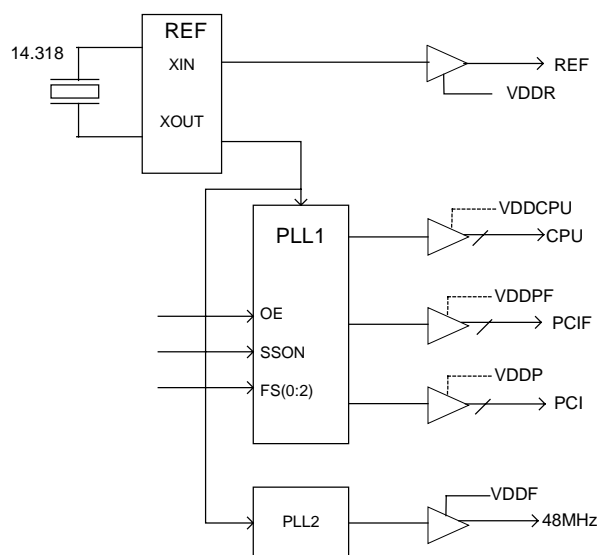 REF
14.318
XIN
REF
VDDR
XOUT
VDDCPU
PLL1
CPU
VDDPF
OE
PCIF
SSON
VDDP
FS(0:2)
PCI
VDDF
PLL2
48MHz